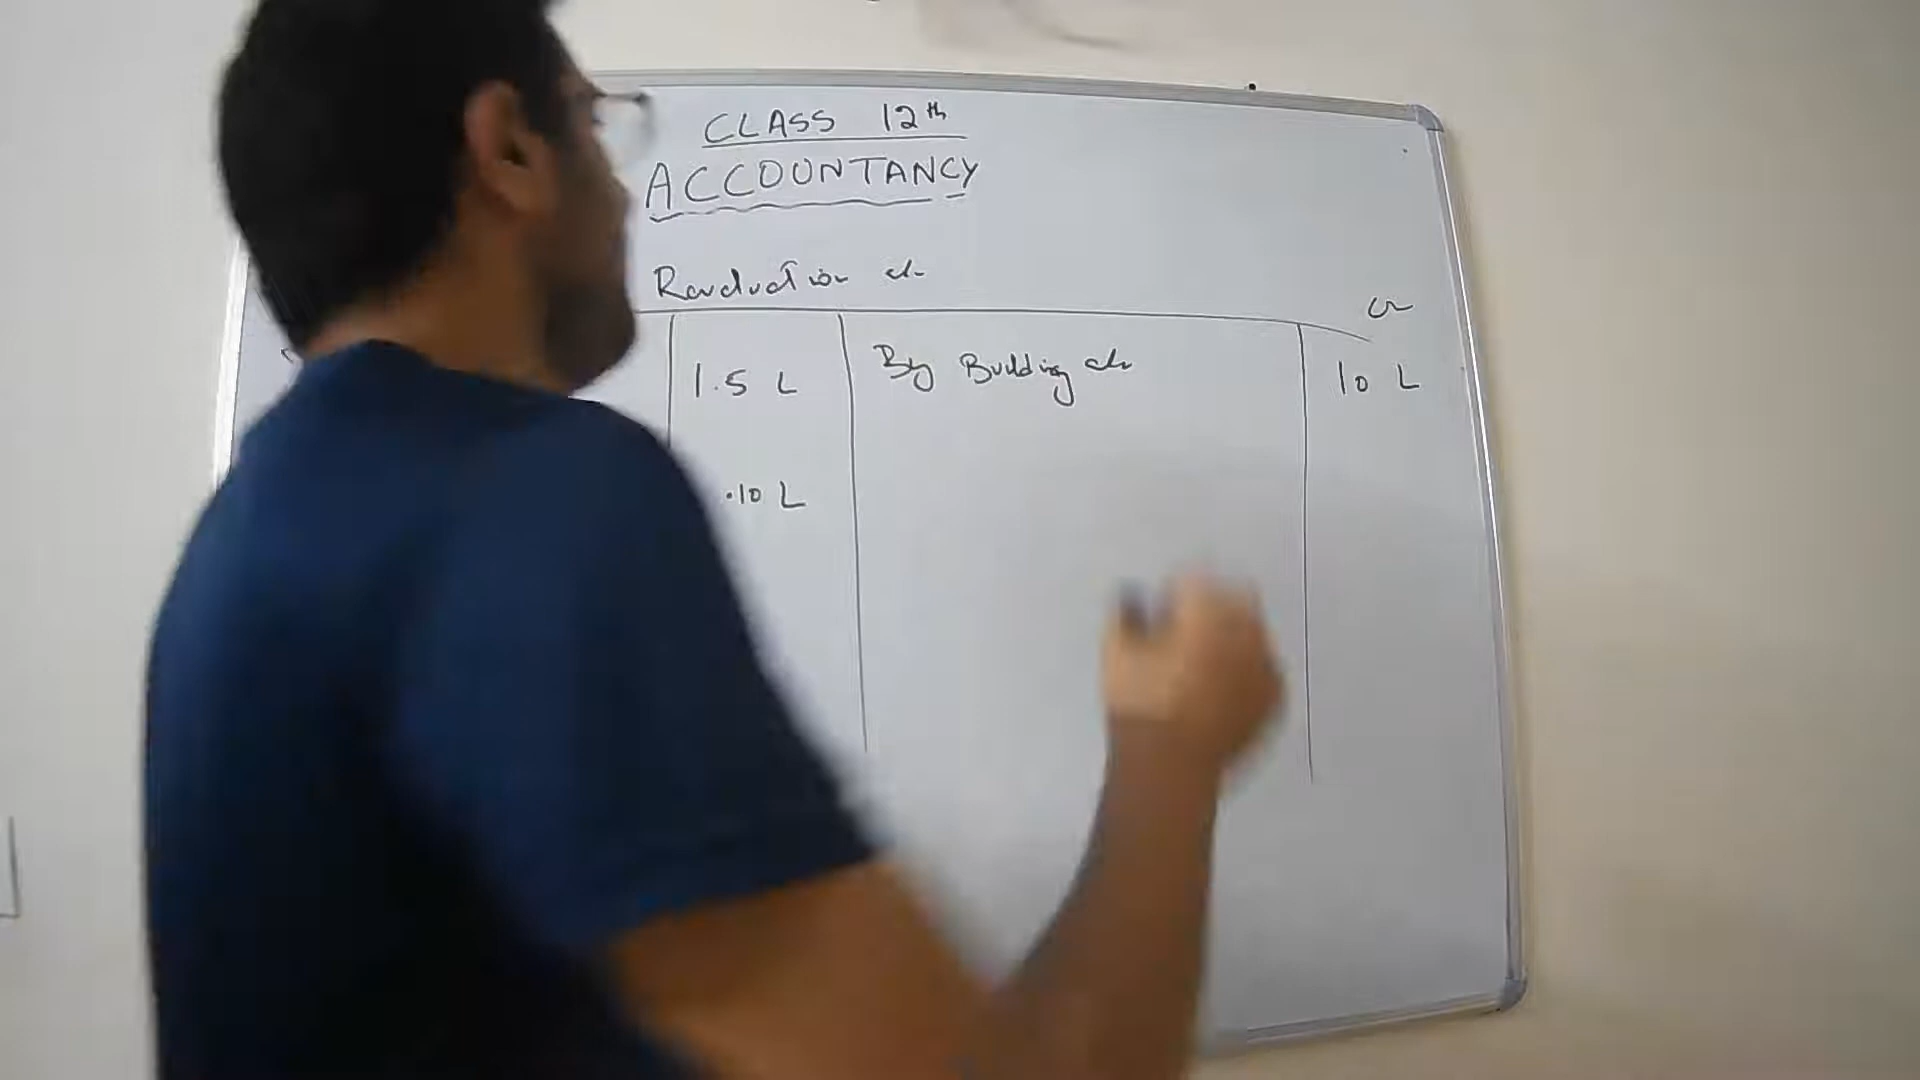 CLASS 12th
ACCOUNTANCY
Revaluation a/c
Cr
1.5 L By Building a/c 10 L
.10 L